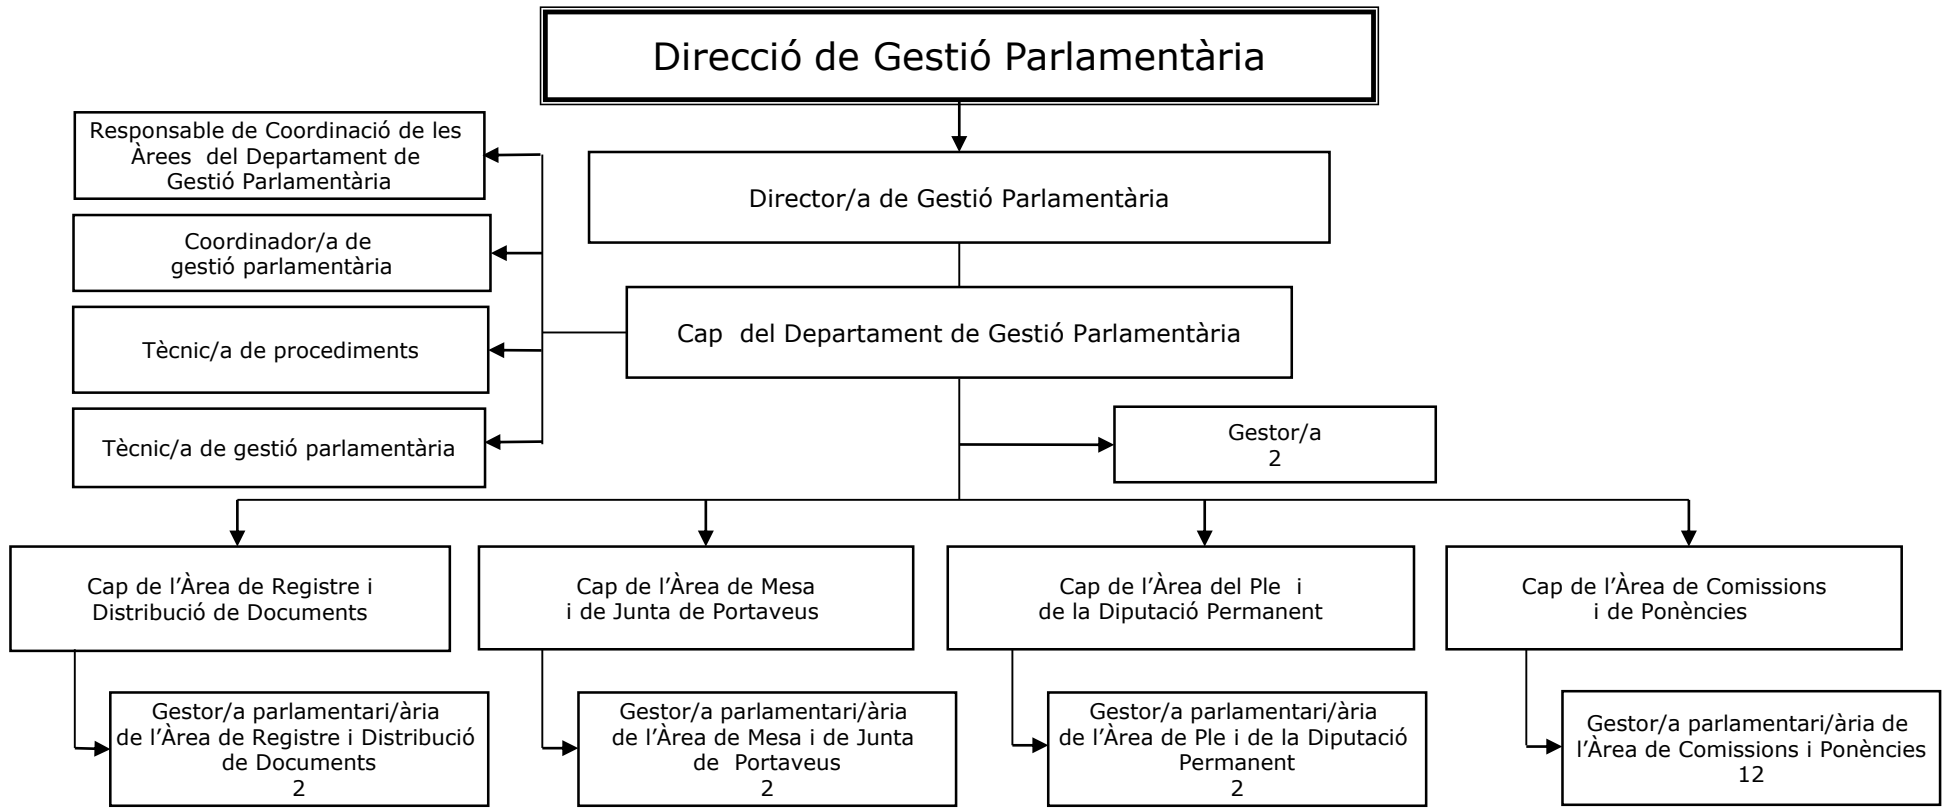 Direcció de Gestió Parlamentària
Director/a de Gestió Parlamentària
Cap  del Departament de Gestió Parlamentària
Responsable de Coordinació de les
Àrees  del Departament de
Gestió Parlamentària
Coordinador/a de
gestió parlamentària
Tècnic/a de procediments
Tècnic/a de gestió parlamentària
Gestor/a
2
Cap de l’Àrea de Registre i
Distribució de Documents
Cap de l’Àrea de Mesa
i de Junta de Portaveus
Cap de l’Àrea del Ple  i
de la Diputació Permanent
Cap de l’Àrea de Comissions
i de Ponències
Gestor/a parlamentari/ària
de l’Àrea de Registre i Distribució
de Documents
2
Gestor/a parlamentari/ària
de l’Àrea de Mesa i de Junta
de  Portaveus
2
Gestor/a parlamentari/ària
de l’Àrea de Ple i de la Diputació
Permanent
2
Gestor/a parlamentari/ària de
l’Àrea de Comissions i Ponències
12